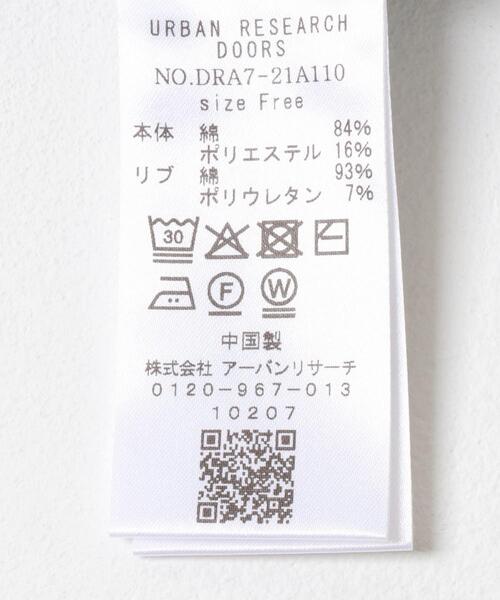 URBAN RESEARCH
DOORS
NO.DRA7-21A110
size Free
本体 綿 84%
ポリエステル 16%
リブ 綿 93%
ポリウレタン 7%
30
F W
中国製
株式会社 アーバンリサーチ
0120-967-013
10207